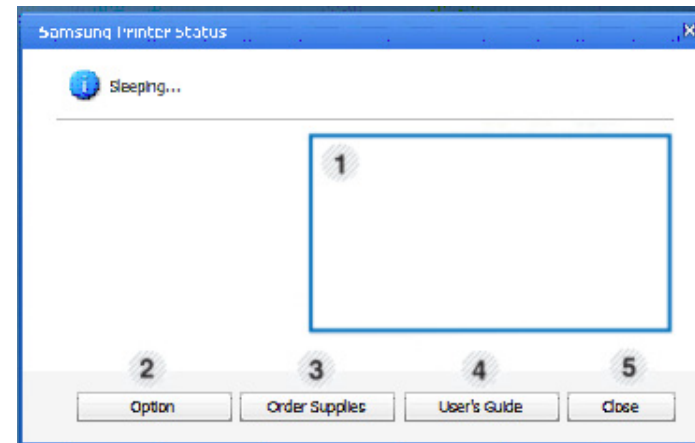 Samsung Printer Status
Sleeping...
1
2 3 4 5
Option Order Supplies User's Guide Close